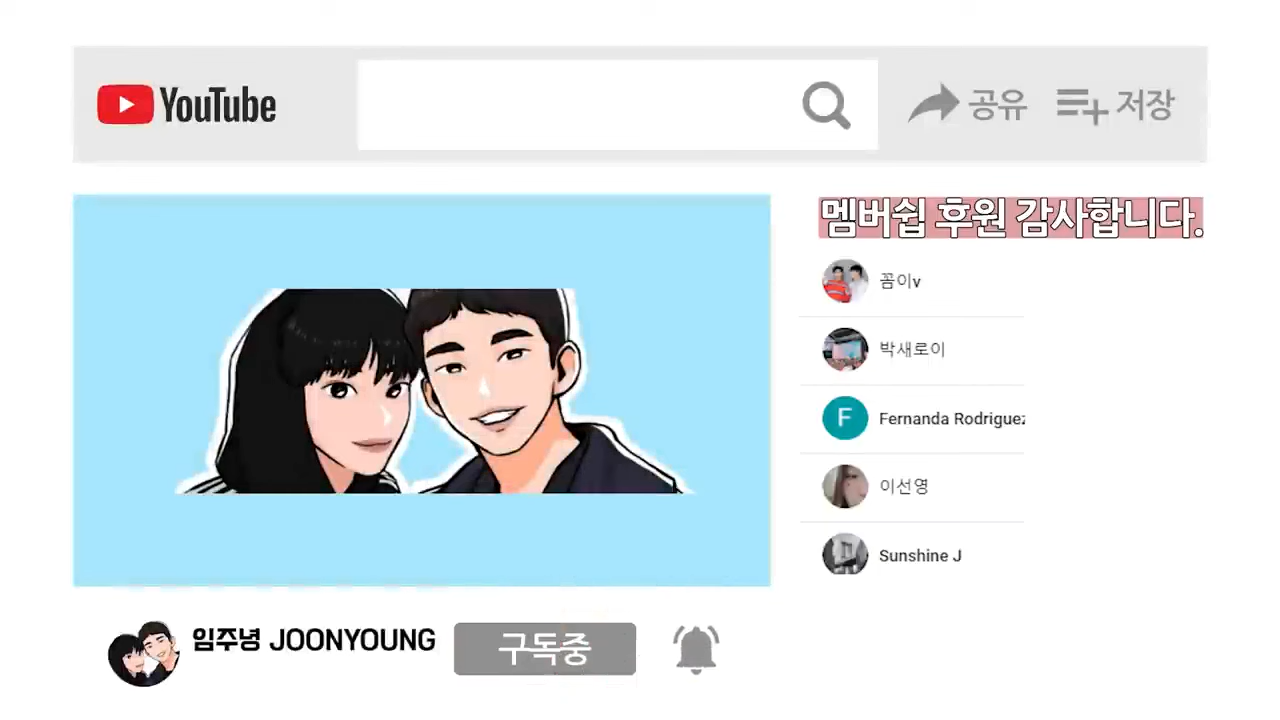 YouTube
공유
저장
멤버쉽 후원 감사합니다.
꼼이v
박새로이
F
Fernanda Rodriguez
이선영
Sunshine J
임주녕 JOONYOUNG
구독중